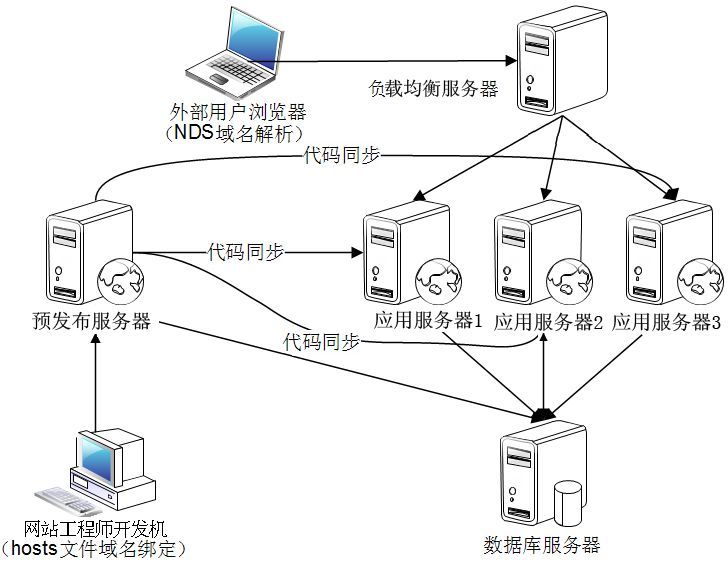 负载均衡服务器
外部用户浏览器
（NDS域名解析）
代码同步
代码同步
预发布服务器
应用服务器1
应用服务器2
应用服务器3
代码同步
网站工程师开发机
（hosts文件域名绑定）
数据库服务器